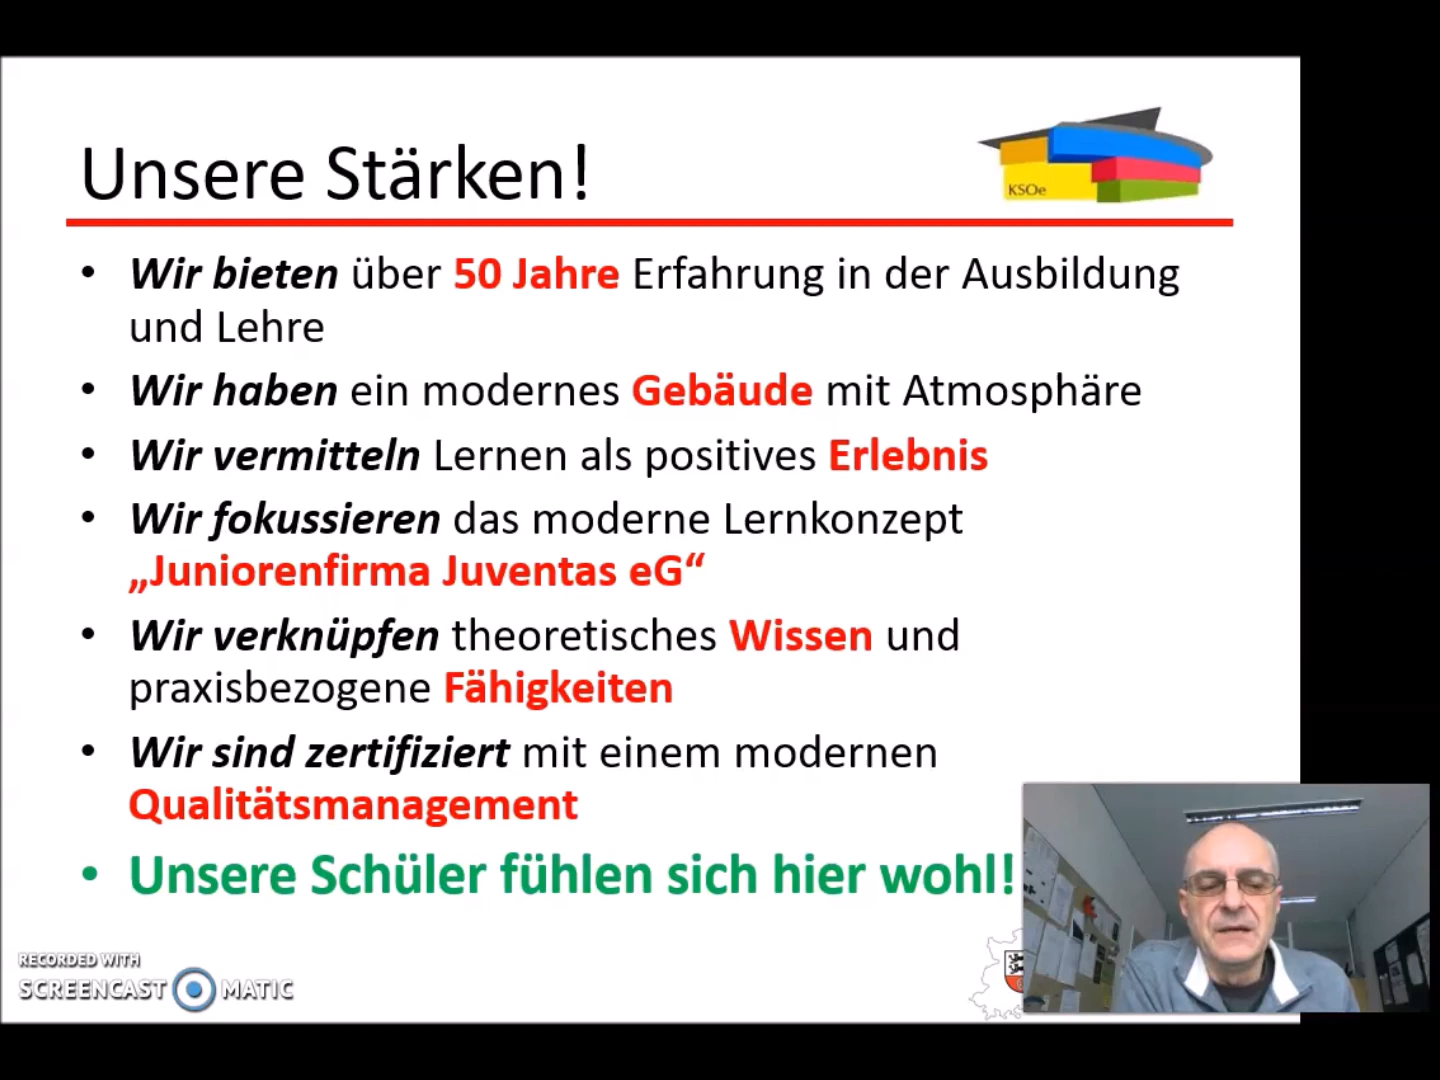 Unsere Stärken!
KSOe
• Wir bieten über 50 Jahre Erfahrung in der Ausbildung
und Lehre
• Wir haben ein modernes Gebäude mit Atmosphäre
• Wir vermitteln Lernen als positives Erlebnis
• Wir fokussieren das moderne Lernkonzept
„Juniorenfirma Juventas eG“
• Wir verknüpfen theoretisches Wissen und
praxisbezogene Fähigkeiten
• Wir sind zertifiziert mit einem modernen
Qualitätsmanagement
• Unsere Schüler fühlen sich hier wohl!
RECORDED WITH
SCREENCAST MATIC